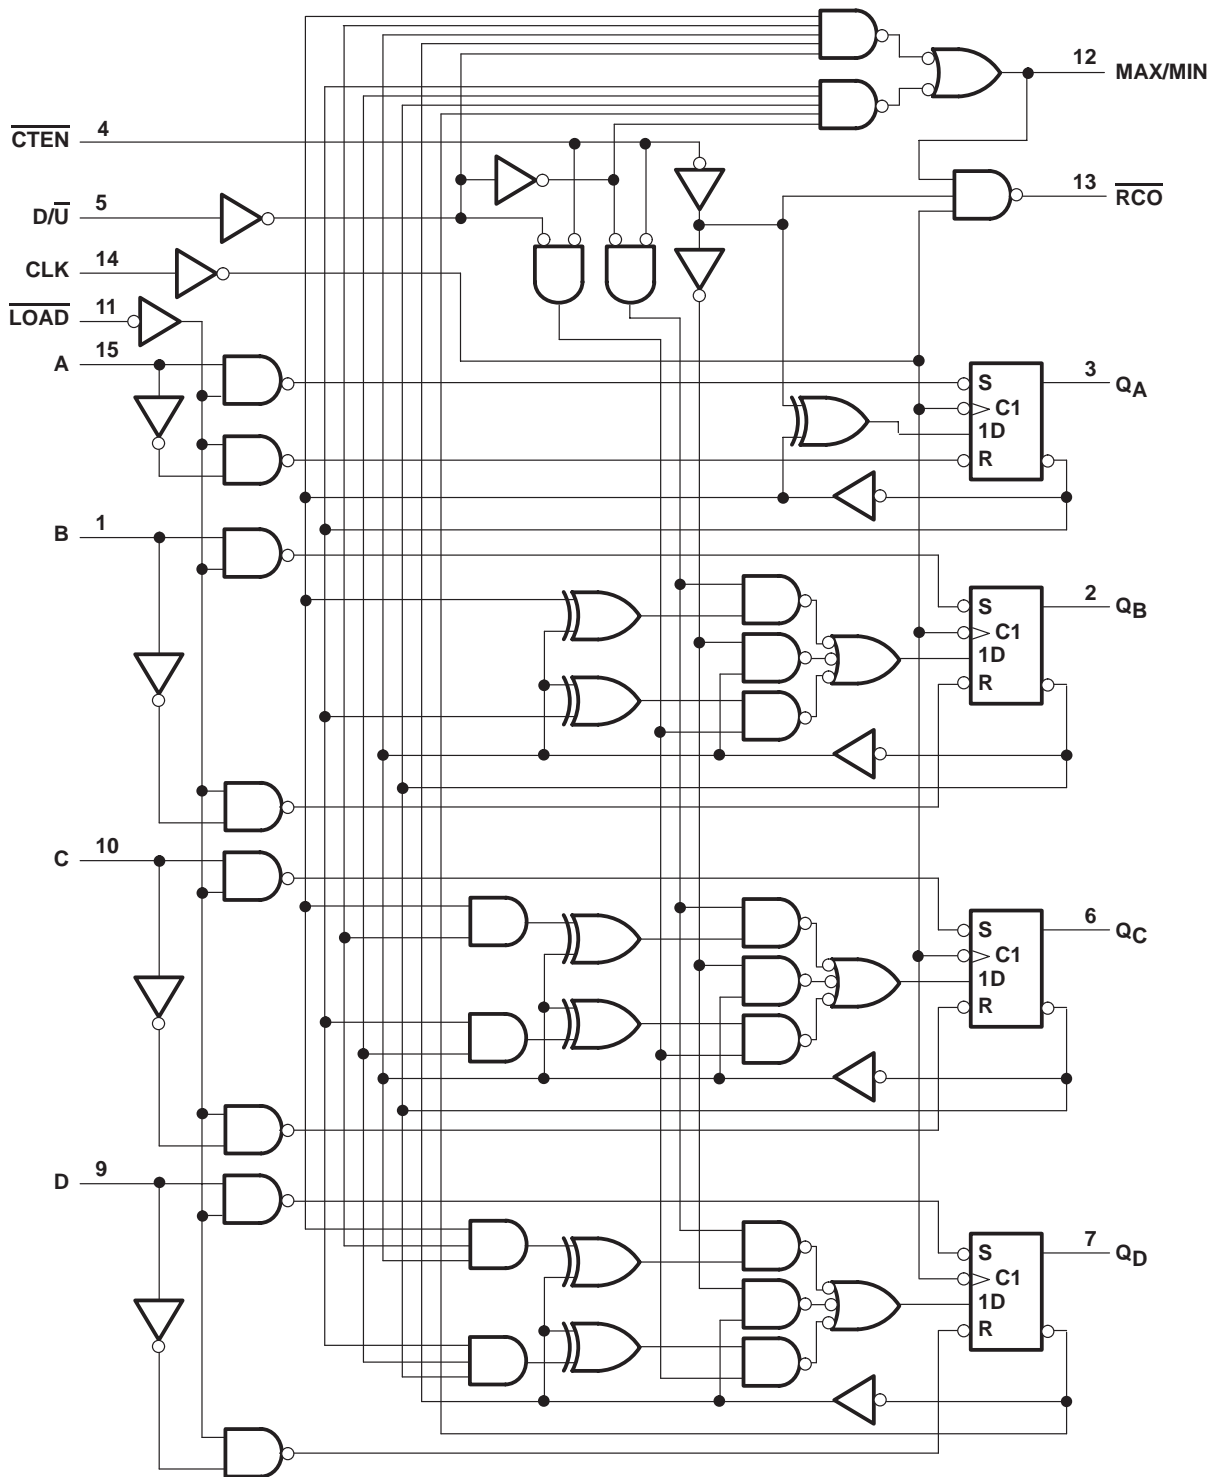 12 MAX/MIN
CTEN 4
13 RCO
D/U 5
CLK 14
LOAD 11
A 15
S
C1
1D
R
3 QA
B 1
S
C1
1D
R
2 QB
C 10
S
C1
1D
R
6 QC
D 9
S
C1
1D
R
7 QD